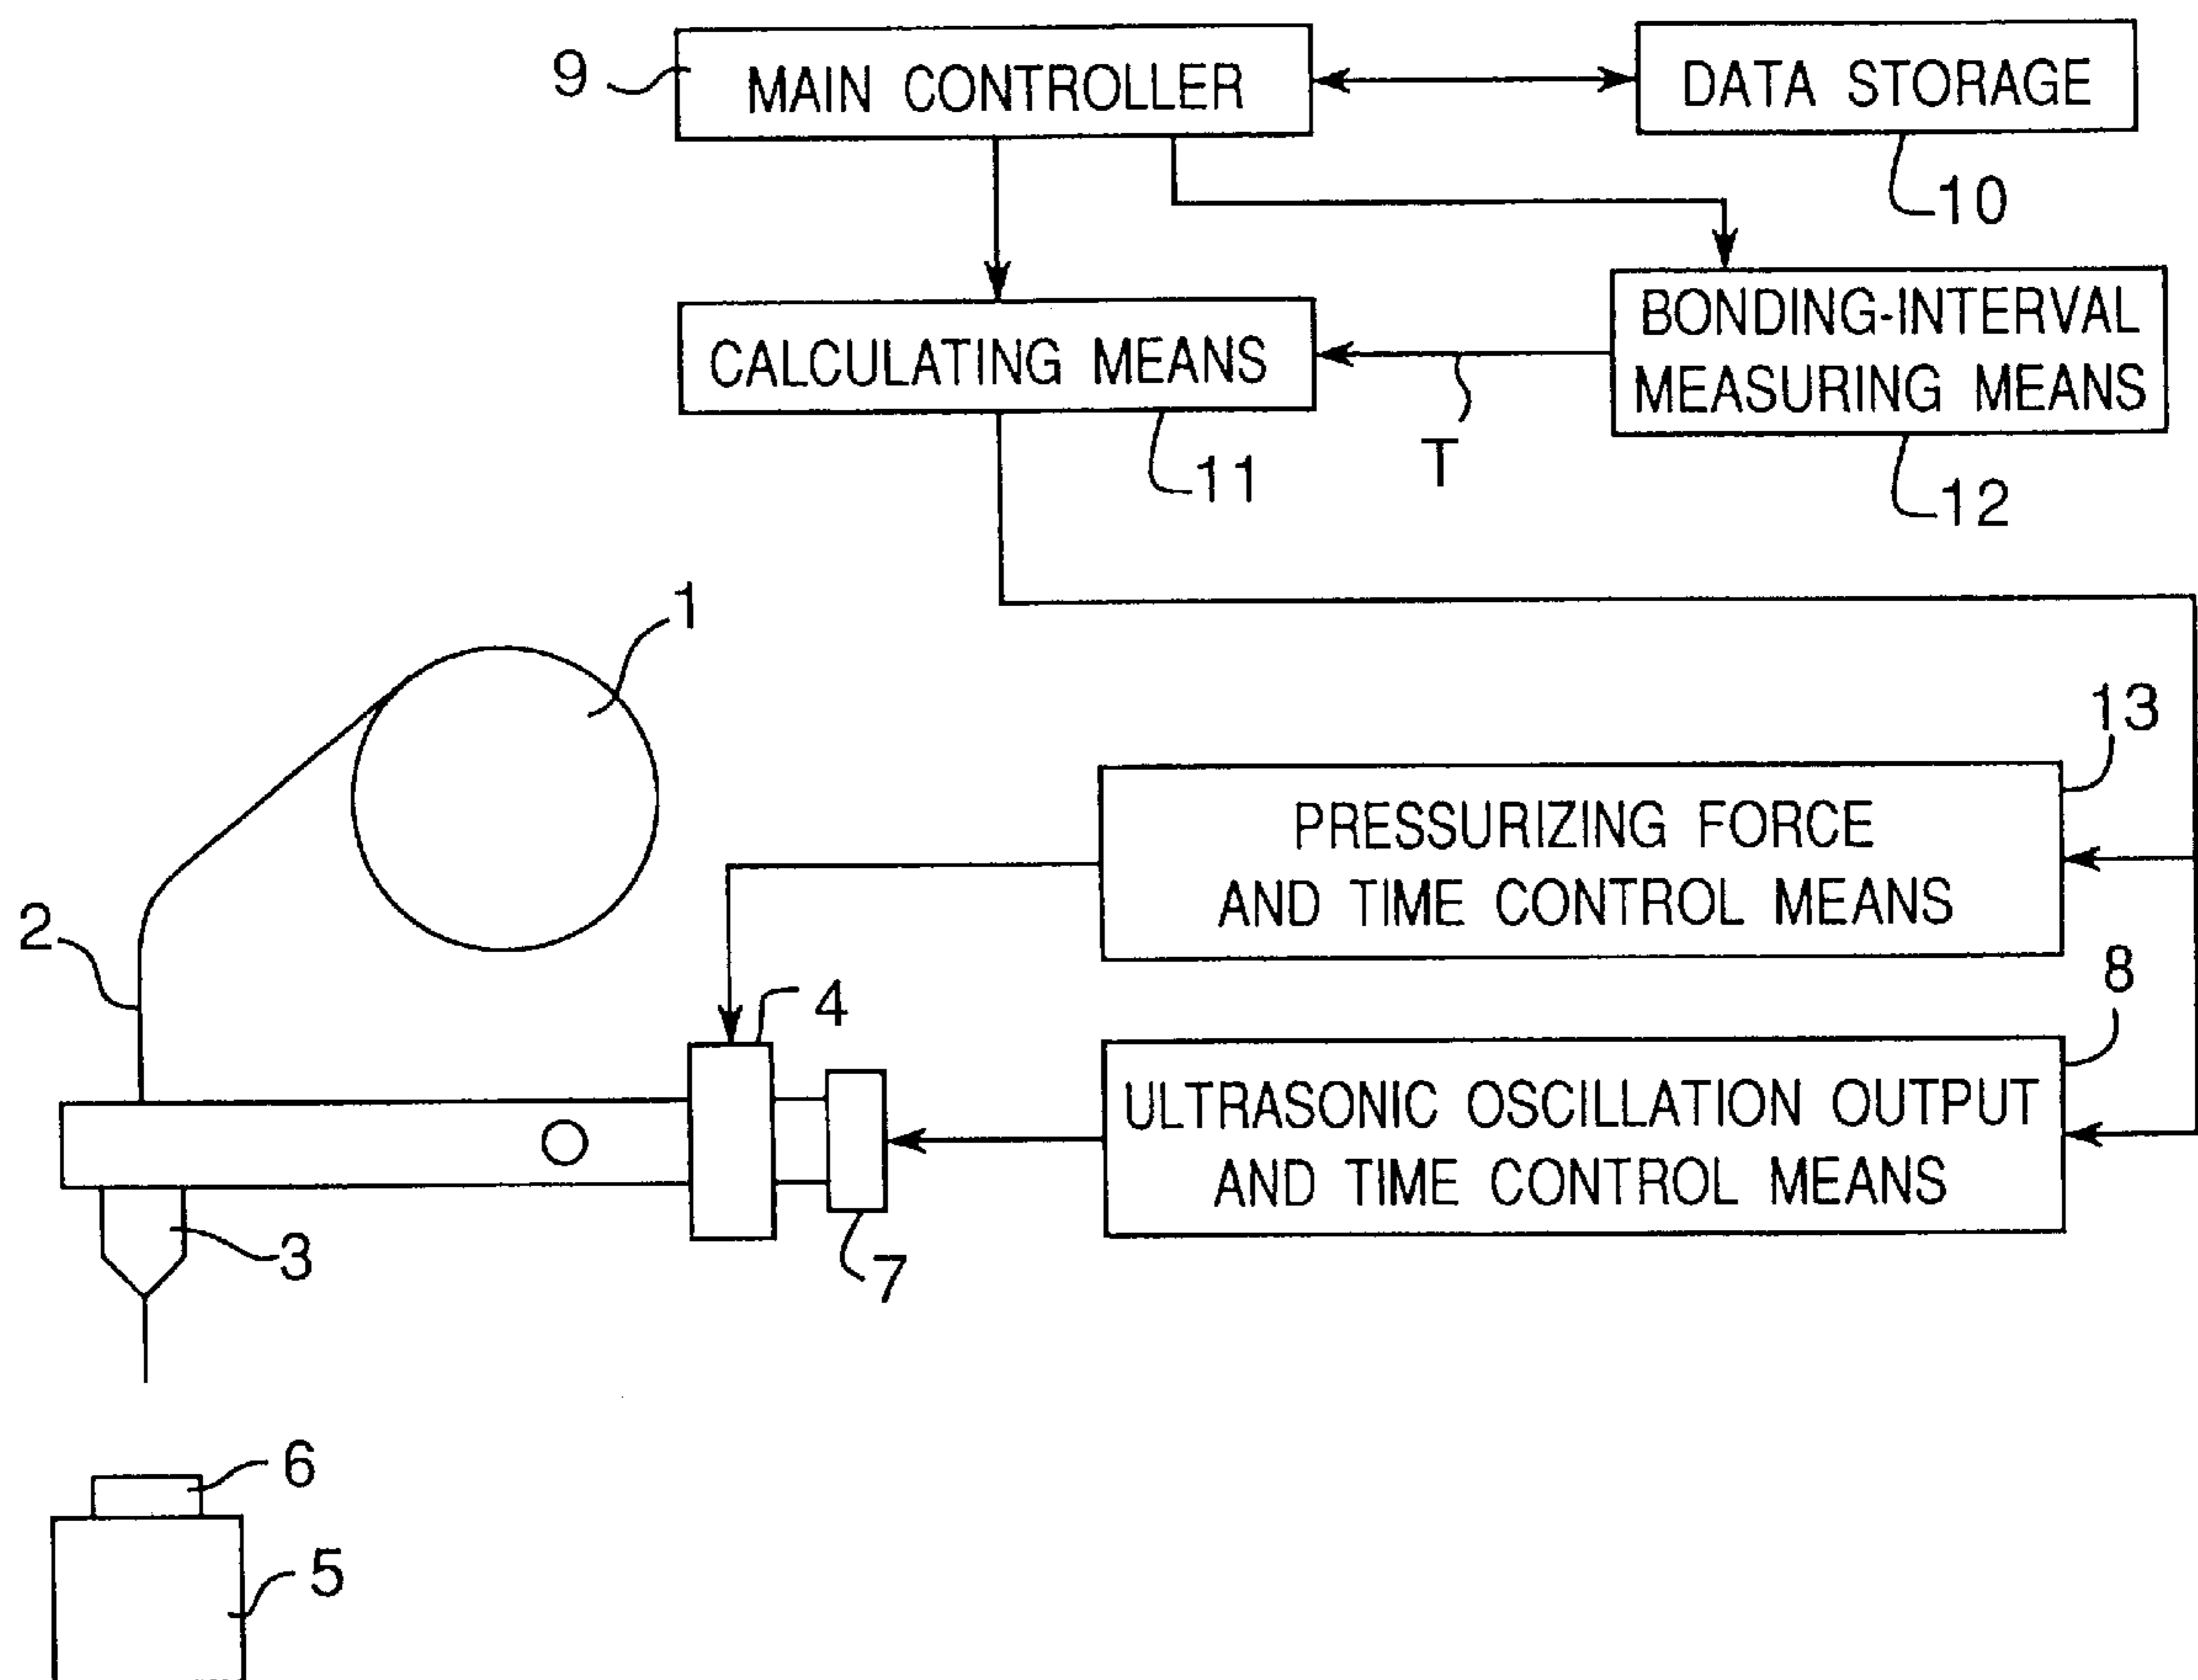 9
MAIN CONTROLLER
DATA STORAGE
10
CALCULATING MEANS
BONDING-INTERVAL
MEASURING MEANS
T
11
12
1
13
PRESSURIZING FORCE
AND TIME CONTROL MEANS
2
4
8
ULTRASONIC OSCILLATION OUTPUT
AND TIME CONTROL MEANS
3
7
6
5